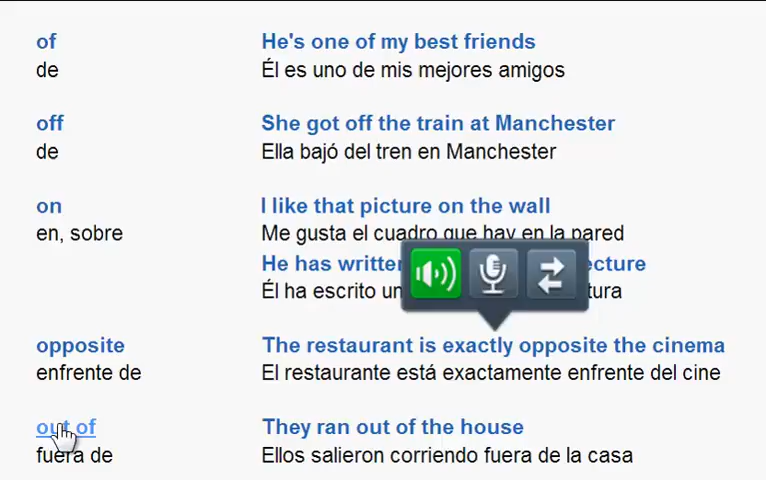 of He's one of my best friends
de Él es uno de mis mejores amigos
off She got off the train at Manchester
de Ella bajó del tren en Manchester
on I like that picture on the wall
en, sobre Me gusta el cuadro que hay en la pared
He has written ecture
Él ha escrito un tura
opposite The restaurant is exactly opposite the cinema
enfrente de El restaurante está exactamente enfrente del cine
out of They ran out of the house
fuera de Ellos salieron corriendo fuera de la casa